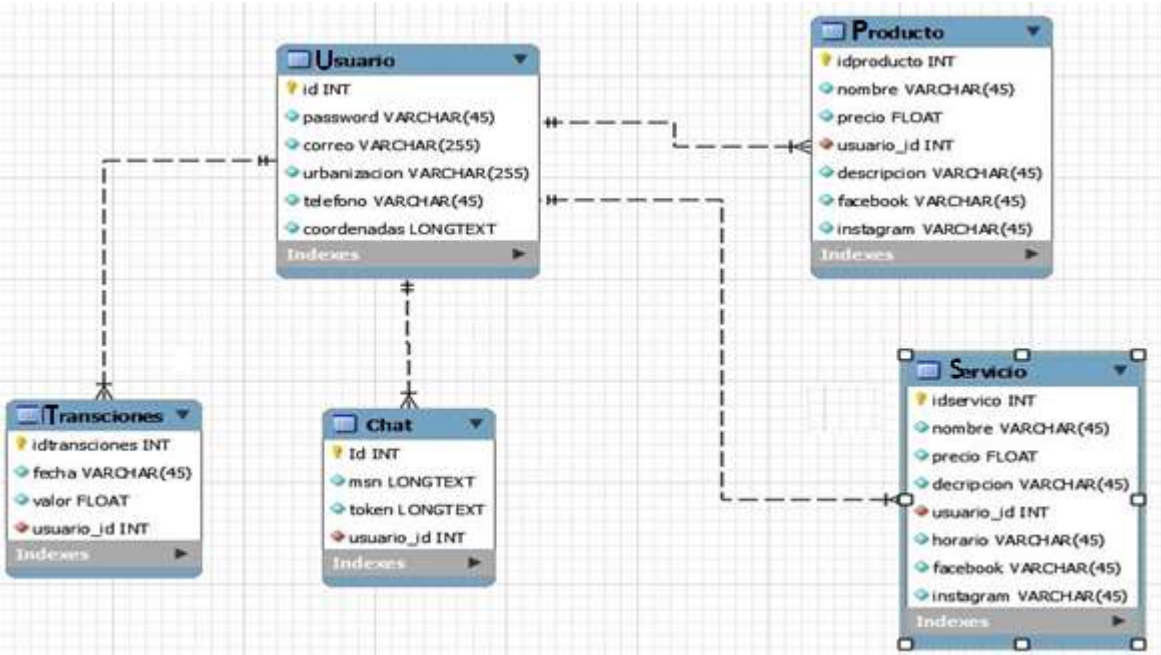 Usuario
id INT
password VARCHAR(45)
correo VARCHAR(255)
urbanizacion VARCHAR(255)
telefono VARCHAR(45)
coordenadas LONGTEXT
Indexes
Producto
idproducto INT
nombre VARCHAR(45)
precio FLOAT
usuario_id INT
descripcion VARCHAR(45)
facebook VARCHAR(45)
instagram VARCHAR(45)
Indexes
Transciones
idtransciones INT
fecha VARCHAR(45)
valor FLOAT
usuario_id INT
Indexes
Chat
Id INT
msn LONGTEXT
token LONGTEXT
usuario_id INT
Indexes
Servicio
idservico INT
nombre VARCHAR(45)
precio FLOAT
decripcion VARCHAR(45)
usuario_id INT
horario VARCHAR(45)
facebook VARCHAR(45)
instagram VARCHAR(45)
Indexes